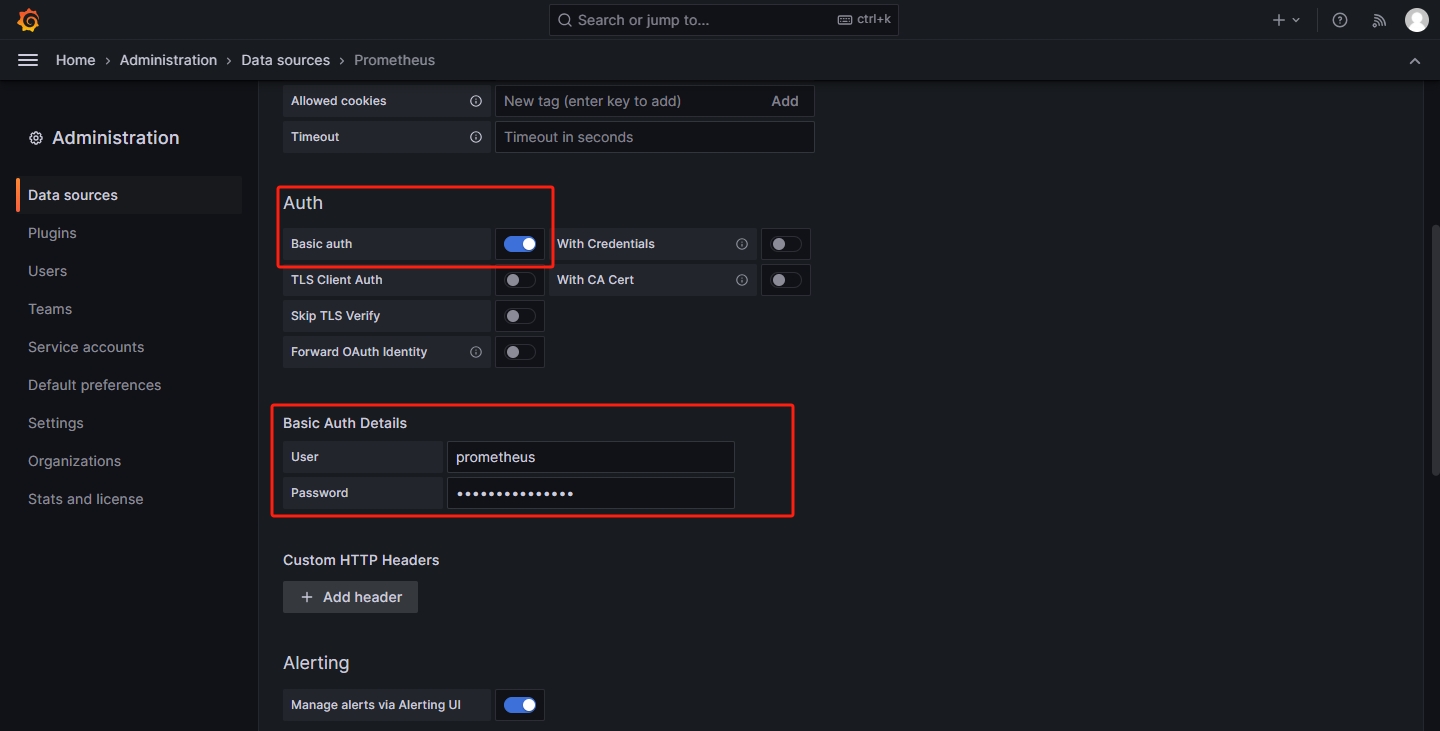 Search or jump to... ctrl+k
Home › Administration › Data sources › Prometheus
Administration
Data sources
Plugins
Users
Teams
Service accounts
Default preferences
Settings
Organizations
Stats and license
Allowed cookies New tag (enter key to add) Add
Timeout Timeout in seconds
Auth
Basic auth With Credentials
TLS Client Auth With CA Cert
Skip TLS Verify
Forward OAuth Identity
Basic Auth Details
User prometheus
Password •••••••••••••••
Custom HTTP Headers
+ Add header
Alerting
Manage alerts via Alerting UI